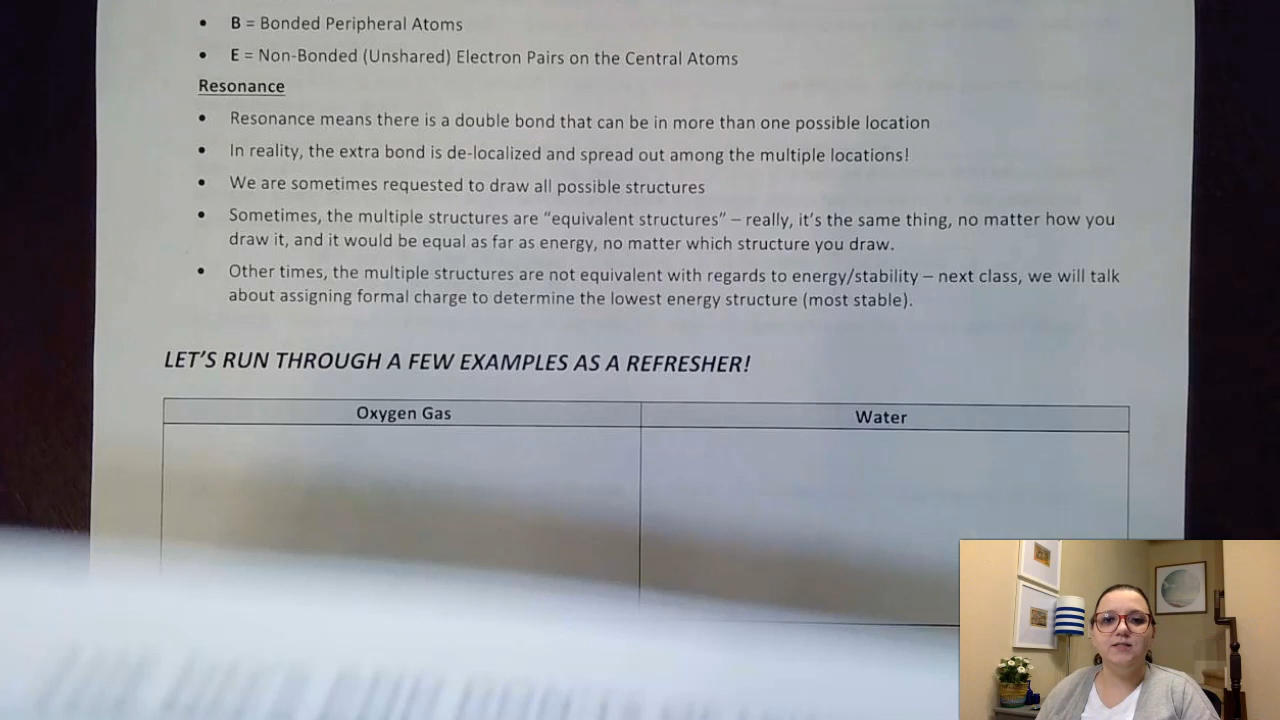 • B = Bonded Peripheral Atoms
• E = Non-Bonded (Unshared) Electron Pairs on the Central Atoms
Resonance
• Resonance means there is a double bond that can be in more than one possible location
• In reality, the extra bond is de-localized and spread out among the multiple locations!
• We are sometimes requested to draw all possible structures
• Sometimes, the multiple structures are “equivalent structures” – really, it’s the same thing, no matter how you
draw it, and it would be equal as far as energy, no matter which structure you draw.
• Other times, the multiple structures are not equivalent with regards to energy/stability – next class, we will talk
about assigning formal charge to determine the lowest energy structure (most stable).
LET’S RUN THROUGH A FEW EXAMPLES AS A REFRESHER!
Oxygen Gas
Water